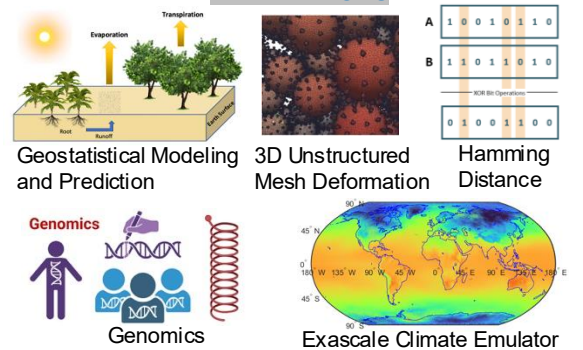 Transpiration
Evaporation
Root
Runoff
Earth Surface
Geostatistical Modeling
and Prediction
3D Unstructured
Mesh Deformation
A
1 0 0 1 0 1 1 0
B
1 1 0 1 1 0 1 0
XOR Bit Operations
0 1 0 0 1 1 0 0
Hamming
Distance
Genomics
Genomics
90° N
45° N
0°
180° W 135° W 90° W 45° W 0° 45° E 90° E 135° E 180° E
45° S
90° S
Exascale Climate Emulator